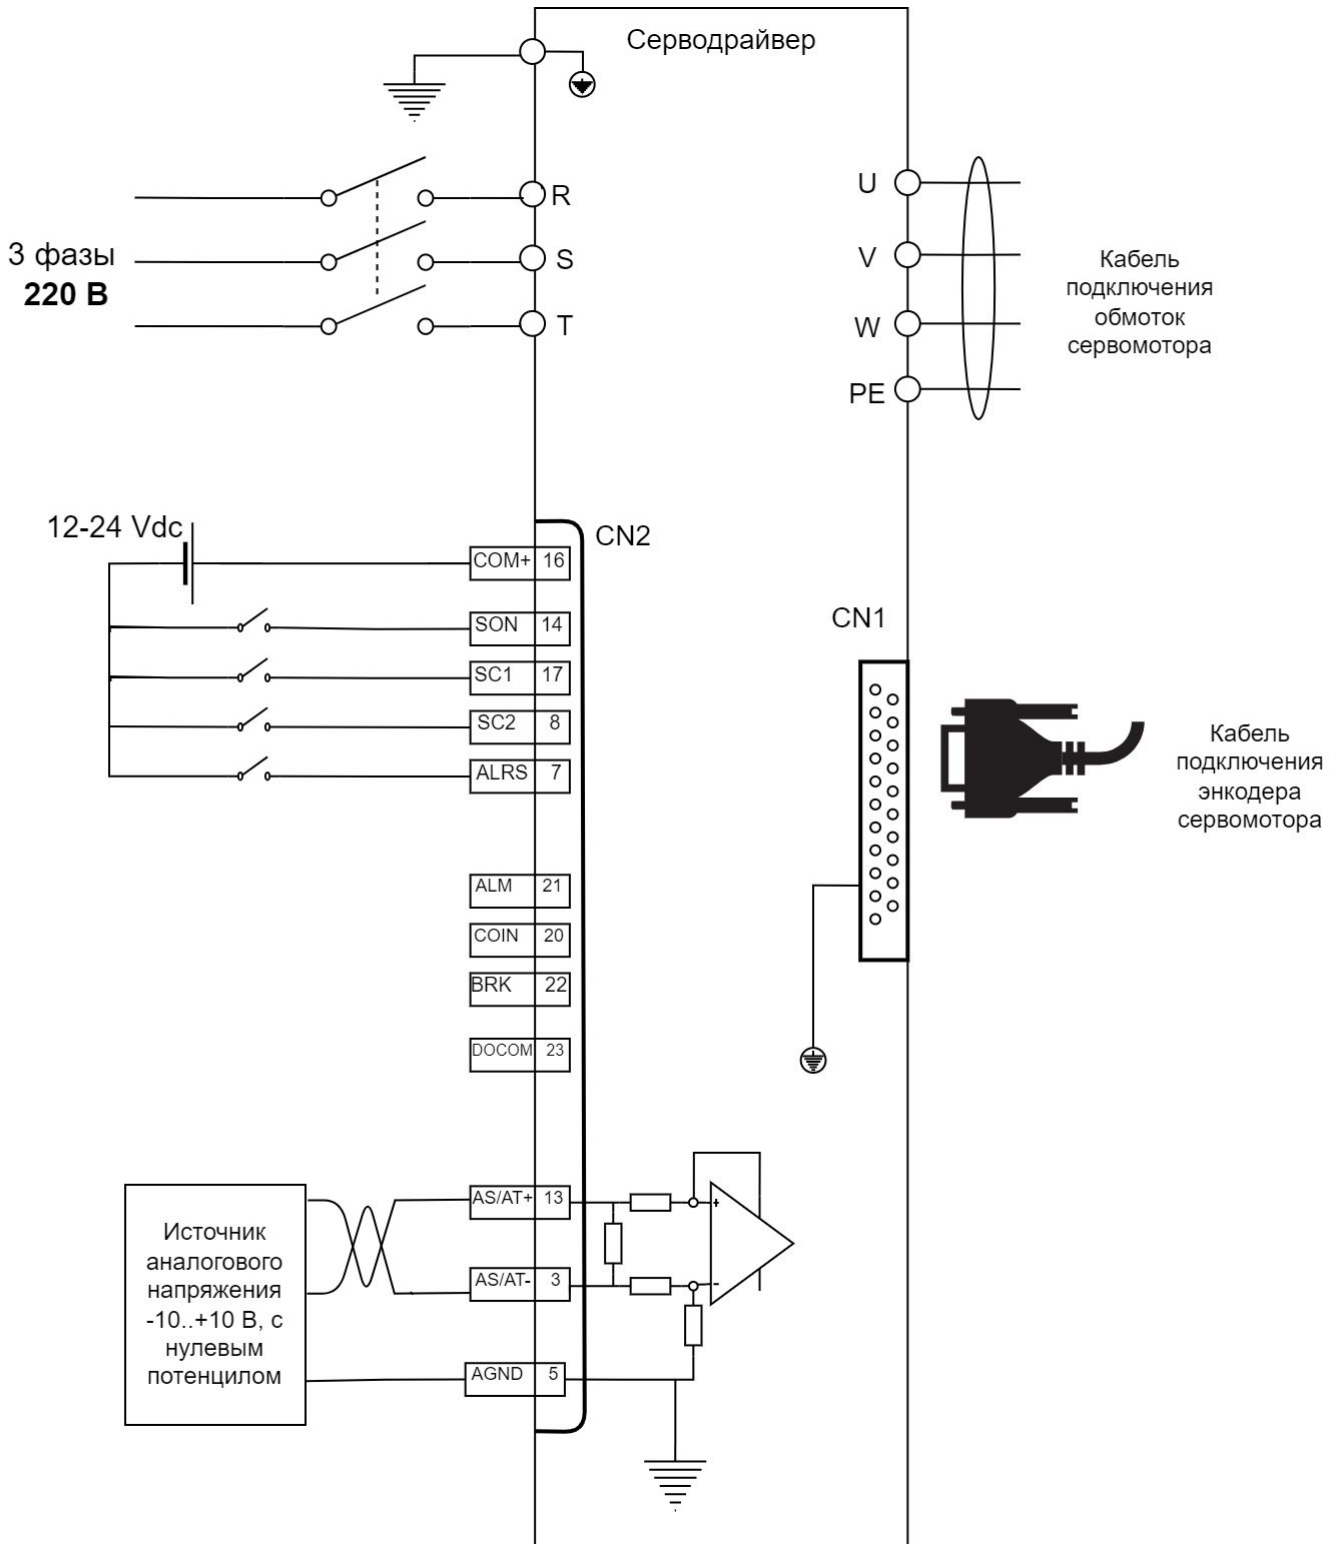 Серводрайвер
R
S
T
3 фазы
220 В
U
V
W
PE
Кабель
подключения
обмоток
сервомотора
12-24 Vdc
CN2
COM+ 16
SON 14
SC1 17
SC2 8
ALRS 7
ALM 21
COIN 20
BRK 22
DOCOM 23
CN1
Кабель
подключения
энкодера
сервомотора
Источник
аналогового
напряжения
-10..+10 В, с
нулевым
потенцилом
AS/AT+ 13
AS/AT- 3
AGND 5
+
-